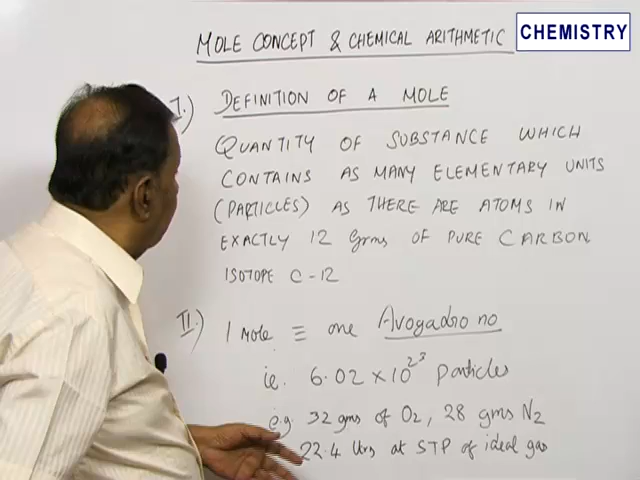 MOLE CONCEPT & CHEMICAL ARITHMETIC
CHEMISTRY
I.) DEFINITION OF A MOLE
QUANTITY OF SUBSTANCE WHICH
CONTAINS AS MANY ELEMENTARY UNITS
(PARTICLES) AS THERE ARE ATOMS IN
EXACTLY 12 Grms OF PURE CARBON
ISOTOPE C-12
II.) 1 Mole ≡ one Avogadro no
ie. 6.02 × 10²³ Particles
e.g 32 gms of O₂, 28 gms N₂
22.4 ltrs at STP of ideal gas